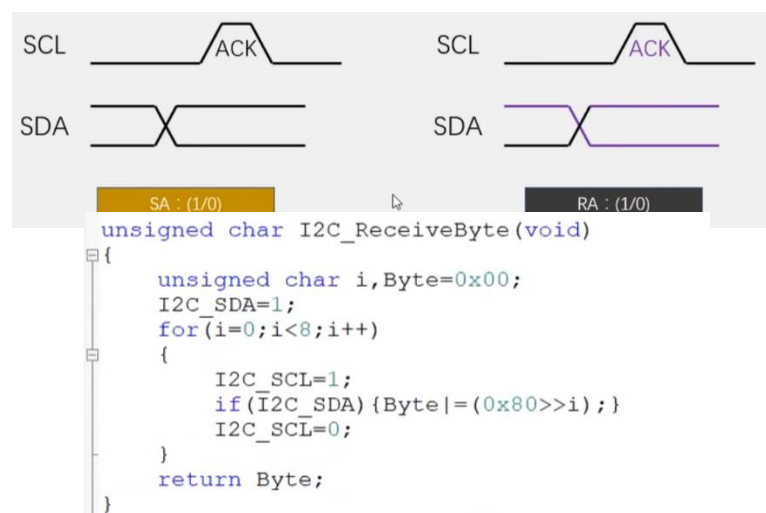 SCL ACK SCL ACK
SDA SDA
SA：(1/0) RA：(1/0)
unsigned char I2C_ReceiveByte(void)
{
unsigned char i,Byte=0x00;
I2C_SDA=1;
for(i=0;i<8;i++)
{
I2C_SCL=1;
if(I2C_SDA){Byte|=(0x80>>i);}
I2C_SCL=0;
}
return Byte;
}